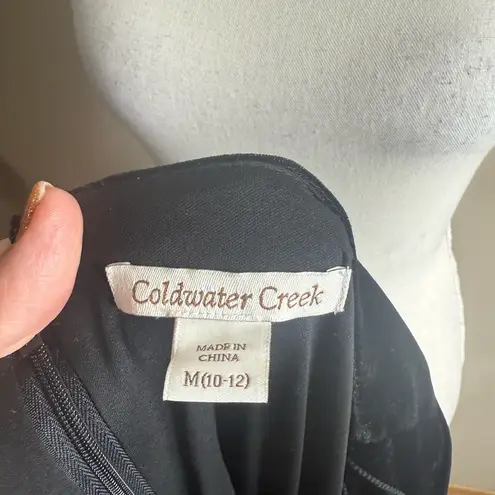 Coldwater Creek
MADE IN
CHINA
M(10-12)